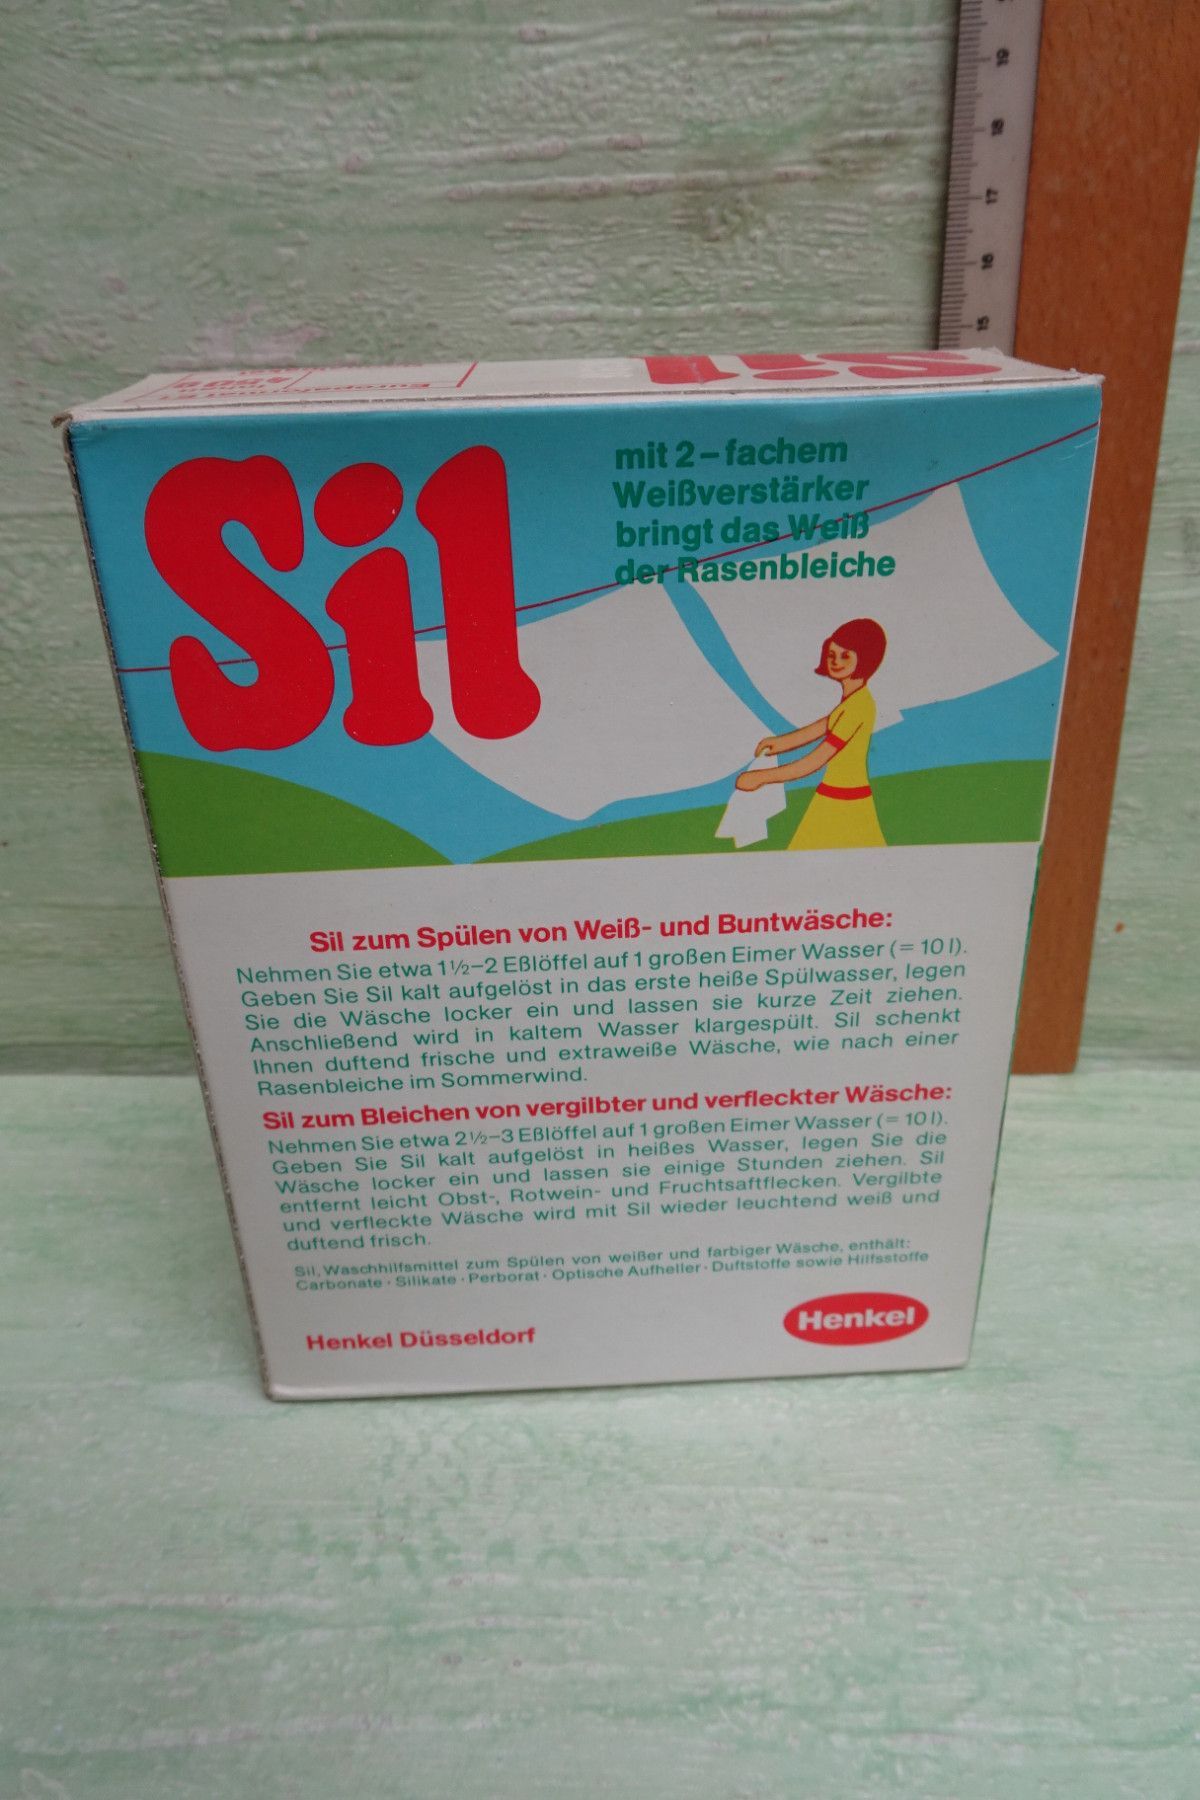 19
18
17
16
15
Sil
Sil
mit 2-fachem
Weißverstärker
bringt das Weiß
der Rasenbleiche
Sil zum Spülen von Weiß- und Buntwäsche:
Nehmen Sie etwa 1½-2 Eßlöffel auf 1 großen Eimer Wasser (= 10 l).
Geben Sie Sil kalt aufgelöst in das erste heiße Spülwasser, legen
Sie die Wäsche locker ein und lassen sie kurze Zeit ziehen.
Anschließend wird in kaltem Wasser klargespült. Sil schenkt
Ihnen duftend frische und extraweiße Wäsche, wie nach einer
Rasenbleiche im Sommerwind.
Sil zum Bleichen von vergilbter und verfleckter Wäsche:
Nehmen Sie etwa 2½-3 Eßlöffel auf 1 großen Eimer Wasser (= 10 l).
Geben Sie Sil kalt aufgelöst in heißes Wasser, legen Sie die
Wäsche locker ein und lassen sie einige Stunden ziehen. Sil
entfernt leicht Obst-, Rotwein- und Fruchtsaftflecken. Vergilbte
und verfleckte Wäsche wird mit Sil wieder leuchtend weiß und
duftend frisch.
Sil, Waschhilfsmittel zum Spülen von weißer und farbiger Wäsche, enthält:
Carbonate · Silikate · Perborat · Optische Aufheller · Duftstoffe sowie Hilfsstoffe
Henkel Düsseldorf
Henkel